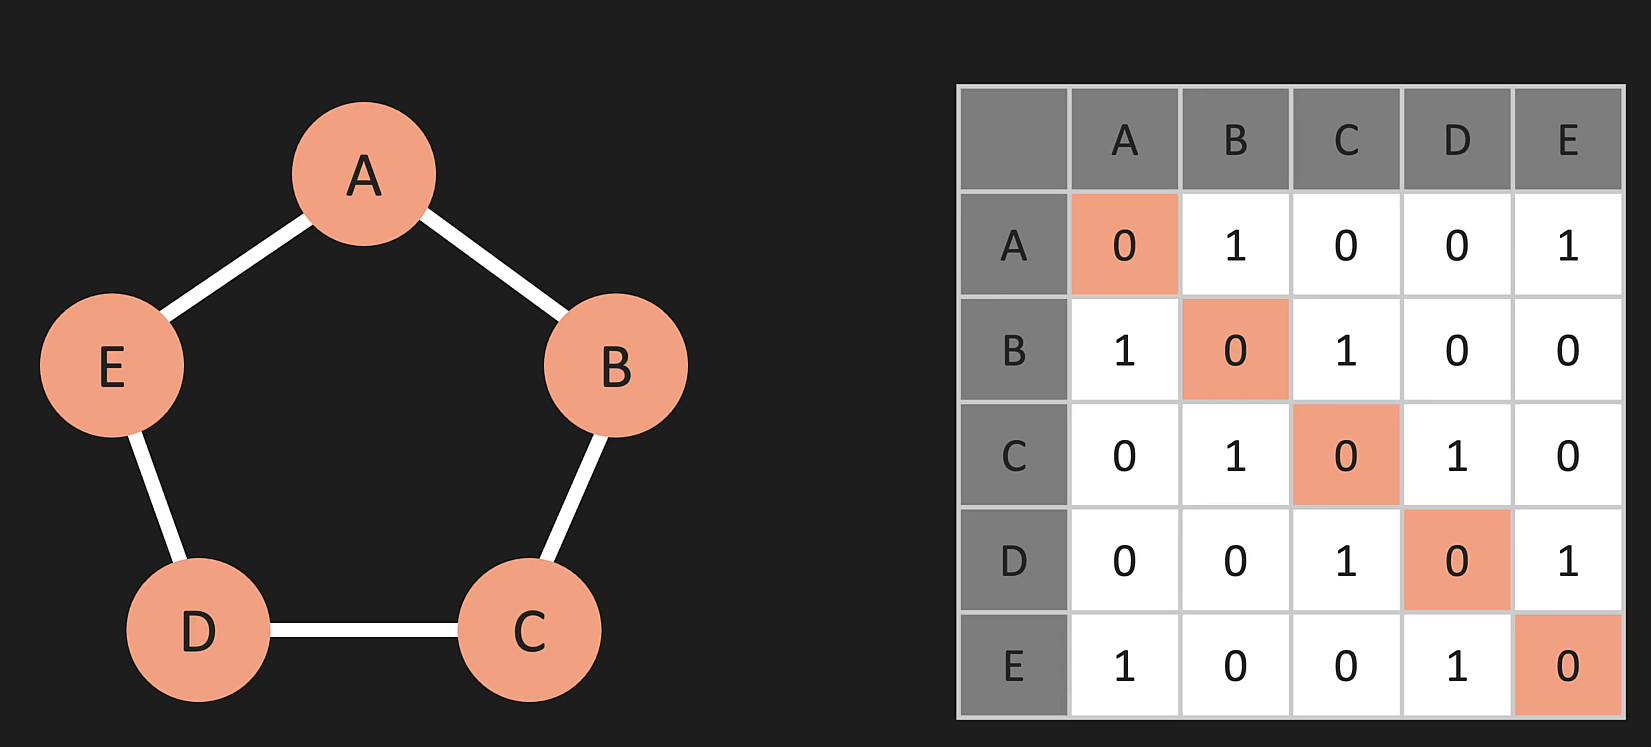 A
E
B
D
C
A B C D E
A 0 1 0 0 1
B 1 0 1 0 0
C 0 1 0 1 0
D 0 0 1 0 1
E 1 0 0 1 0